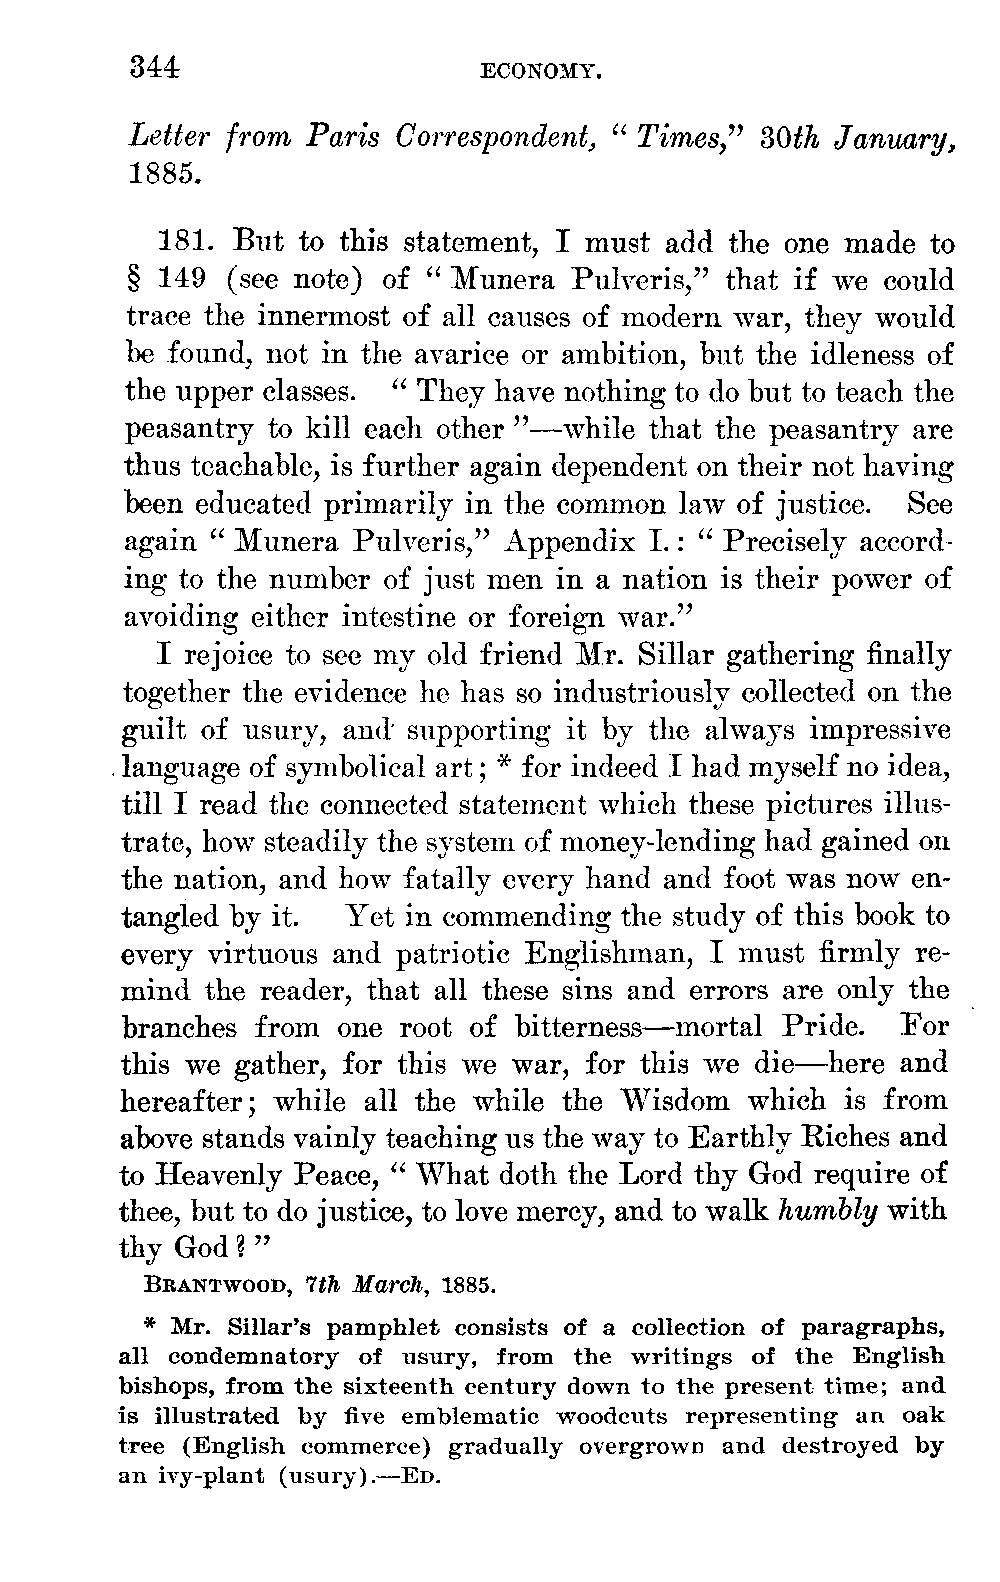 344 ECONOMY.
Letter from Paris Correspondent, “ Times,” 30th January,
1885.
181. But to this statement, I must add the one made to
§ 149 (see note) of “ Munera Pulveris,” that if we could
trace the innermost of all causes of modern war, they would
be found, not in the avarice or ambition, but the idleness of
the upper classes. “ They have nothing to do but to teach the
peasantry to kill each other ”—while that the peasantry are
thus teachable, is further again dependent on their not having
been educated primarily in the common law of justice. See
again “ Munera Pulveris,” Appendix I. : “ Precisely accord-
ing to the number of just men in a nation is their power of
avoiding either intestine or foreign war.”
I rejoice to see my old friend Mr. Sillar gathering finally
together the evidence he has so industriously collected on the
guilt of usury, and supporting it by the always impressive
language of symbolical art ; * for indeed I had myself no idea,
till I read the connected statement which these pictures illus-
trate, how steadily the system of money-lending had gained on
the nation, and how fatally every hand and foot was now en-
tangled by it. Yet in commending the study of this book to
every virtuous and patriotic Englishman, I must firmly re-
mind the reader, that all these sins and errors are only the
branches from one root of bitterness—mortal Pride. For
this we gather, for this we war, for this we die—here and
hereafter; while all the while the Wisdom which is from
above stands vainly teaching us the way to Earthly Riches and
to Heavenly Peace, “ What doth the Lord thy God require of
thee, but to do justice, to love mercy, and to walk humbly with
thy God ? ”
BRANTWOOD, 7th March, 1885.
* Mr. Sillar’s pamphlet consists of a collection of paragraphs,
all condemnatory of usury, from the writings of the English
bishops, from the sixteenth century down to the present time; and
is illustrated by five emblematic woodcuts representing an oak
tree (English commerce) gradually overgrown and destroyed by
an ivy-plant (usury).—ED.